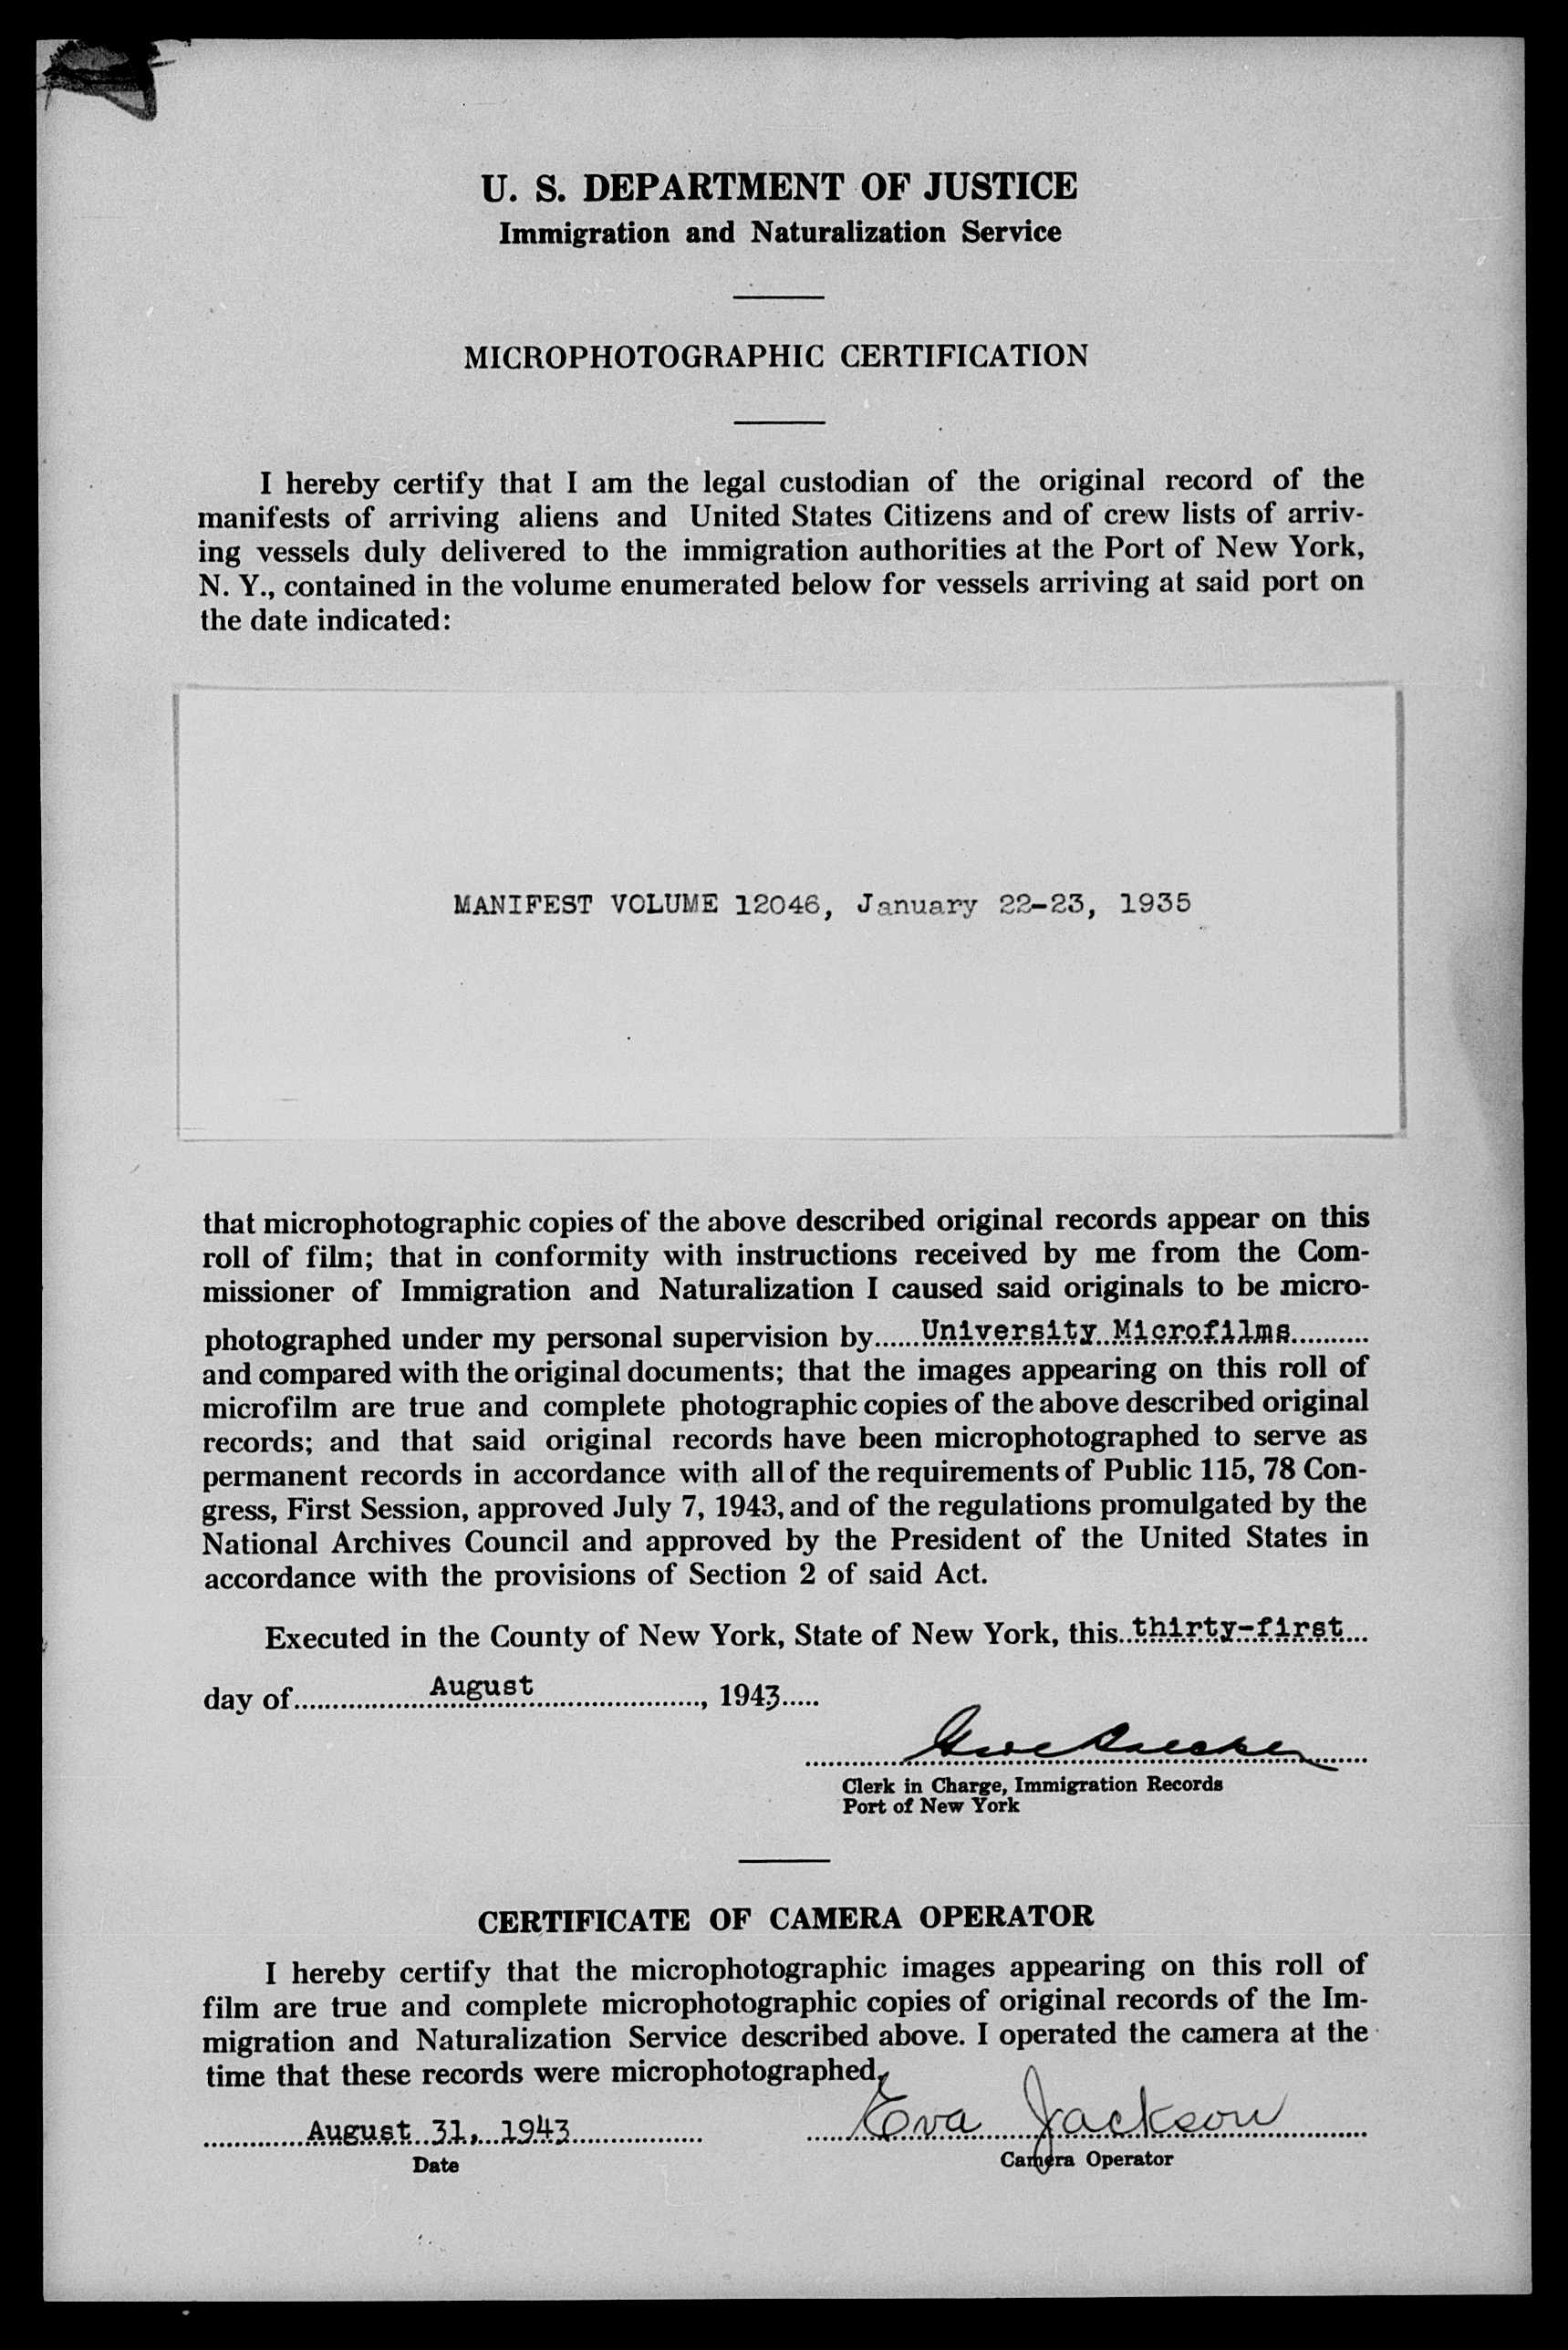 U. S. DEPARTMENT OF JUSTICE
Immigration and Naturalization Service
MICROPHOTOGRAPHIC CERTIFICATION
I hereby certify that I am the legal custodian of the original record of the
manifests of arriving aliens and United States Citizens and of crew lists of arriv-
ing vessels duly delivered to the immigration authorities at the Port of New York,
N. Y., contained in the volume enumerated below for vessels arriving at said port on
the date indicated:
MANIFEST VOLUME 12046, January 22-23, 1935
that microphotographic copies of the above described original records appear on this
roll of film; that in conformity with instructions received by me from the Com-
missioner of Immigration and Naturalization I caused said originals to be micro-
photographed under my personal supervision by......University Microfilms..........
and compared with the original documents; that the images appearing on this roll of
microfilm are true and complete photographic copies of the above described original
records; and that said original records have been microphotographed to serve as
permanent records in accordance with all of the requirements of Public 115, 78 Con-
gress, First Session, approved July 7, 1943, and of the regulations promulgated by the
National Archives Council and approved by the President of the United States in
accordance with the provisions of Section 2 of said Act.
Executed in the County of New York, State of New York, this..thirty-first...
day of..................August......................, 1943.....
Clerk in Charge, Immigration Records
Port of New York
CERTIFICATE OF CAMERA OPERATOR
I hereby certify that the microphotographic images appearing on this roll of
film are true and complete microphotographic copies of original records of the Im-
migration and Naturalization Service described above. I operated the camera at the
time that these records were microphotographed.
August 31, 1943 Eva Jackson
Date Camera Operator